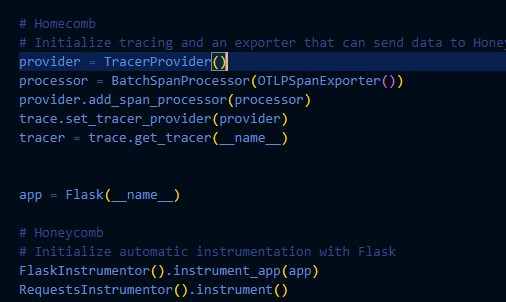 # Homecomb
# Initialize tracing and an exporter that can send data to
provider = TracerProvider()
processor = BatchSpanProcessor(OTLPSpanExporter())
provider.add_span_processor(processor)
trace.set_tracer_provider(provider)
tracer = trace.get_tracer(__name__)
app = Flask(__name__)
# Honeycomb
# Initialize automatic instrumentation with Flask
FlaskInstrumentor().instrument_app(app)
RequestsInstrumentor().instrument()